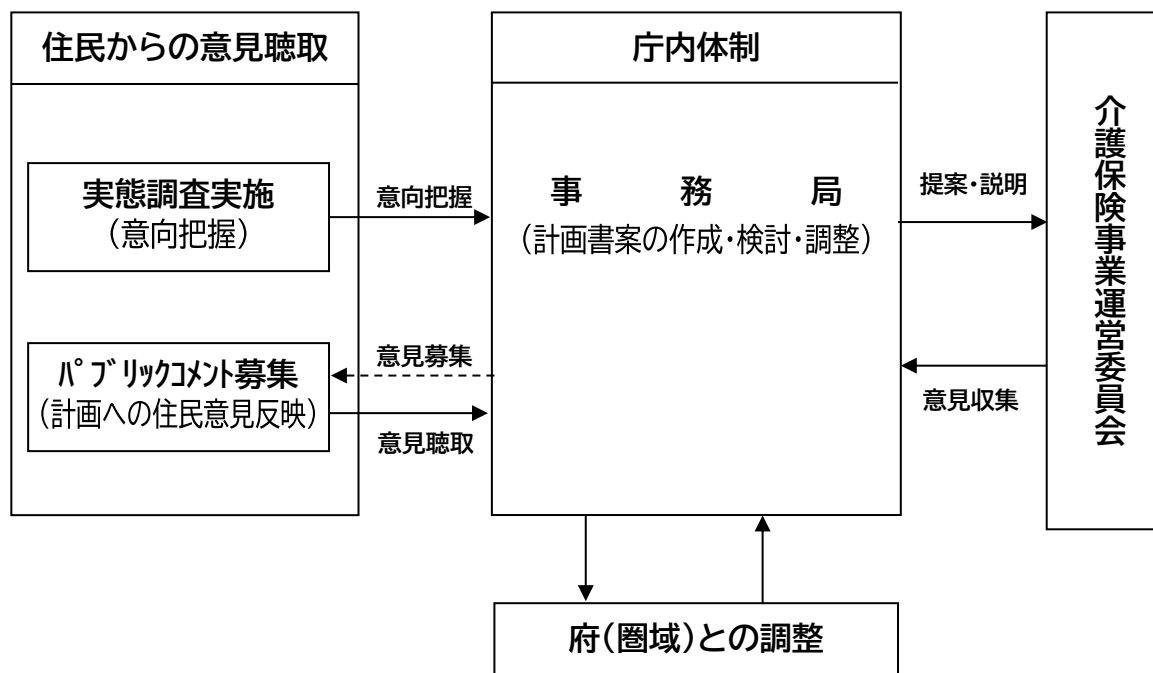 住民からの意見聴取
実態調査実施
（意向把握）
パブリックコメント募集
（計画への住民意見反映）
意向把握
意見募集
意見聴取
庁内体制
事務局
（計画書案の作成・検討・調整）
提案・説明
意見収集
介護保険事業運営委員会
府（圏域）との調整